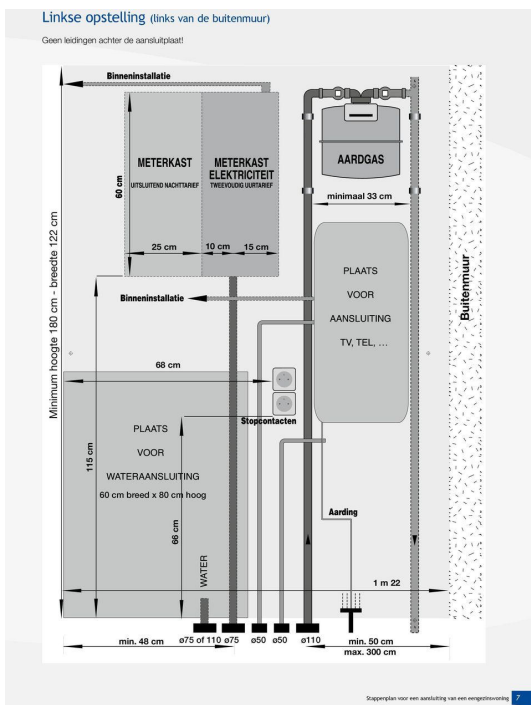 Linkse opstelling (links van de buitenmuur)
Geen leidingen achter de aansluitplaat!
Binneninstallatie
METERKAST
UITSLUITEND NACHTTARIEF
METERKAST
ELEKTRICITEIT
TWEEVOUDIG UURTARIEF
AARDGAS
60 cm
minimaal 33 cm
25 cm
10 cm
15 cm
Minimum hoogte 180 cm - breedte 122 cm
PLAATS
VOOR
AANSLUITING
TV, TEL, ...
Buitenmuur
Binneninstallatie
68 cm
Stopcontacten
PLAATS
VOOR
WATERAANSLUITING
60 cm breed x 80 cm hoog
115 cm
66 cm
Aarding
WATER
1 m 22
min. 48 cm
ø75 of 110
ø75
ø50
ø50
ø110
min. 50 cm
max. 300 cm
Stappenplan voor een aansluiting van een eengezinswoning 7